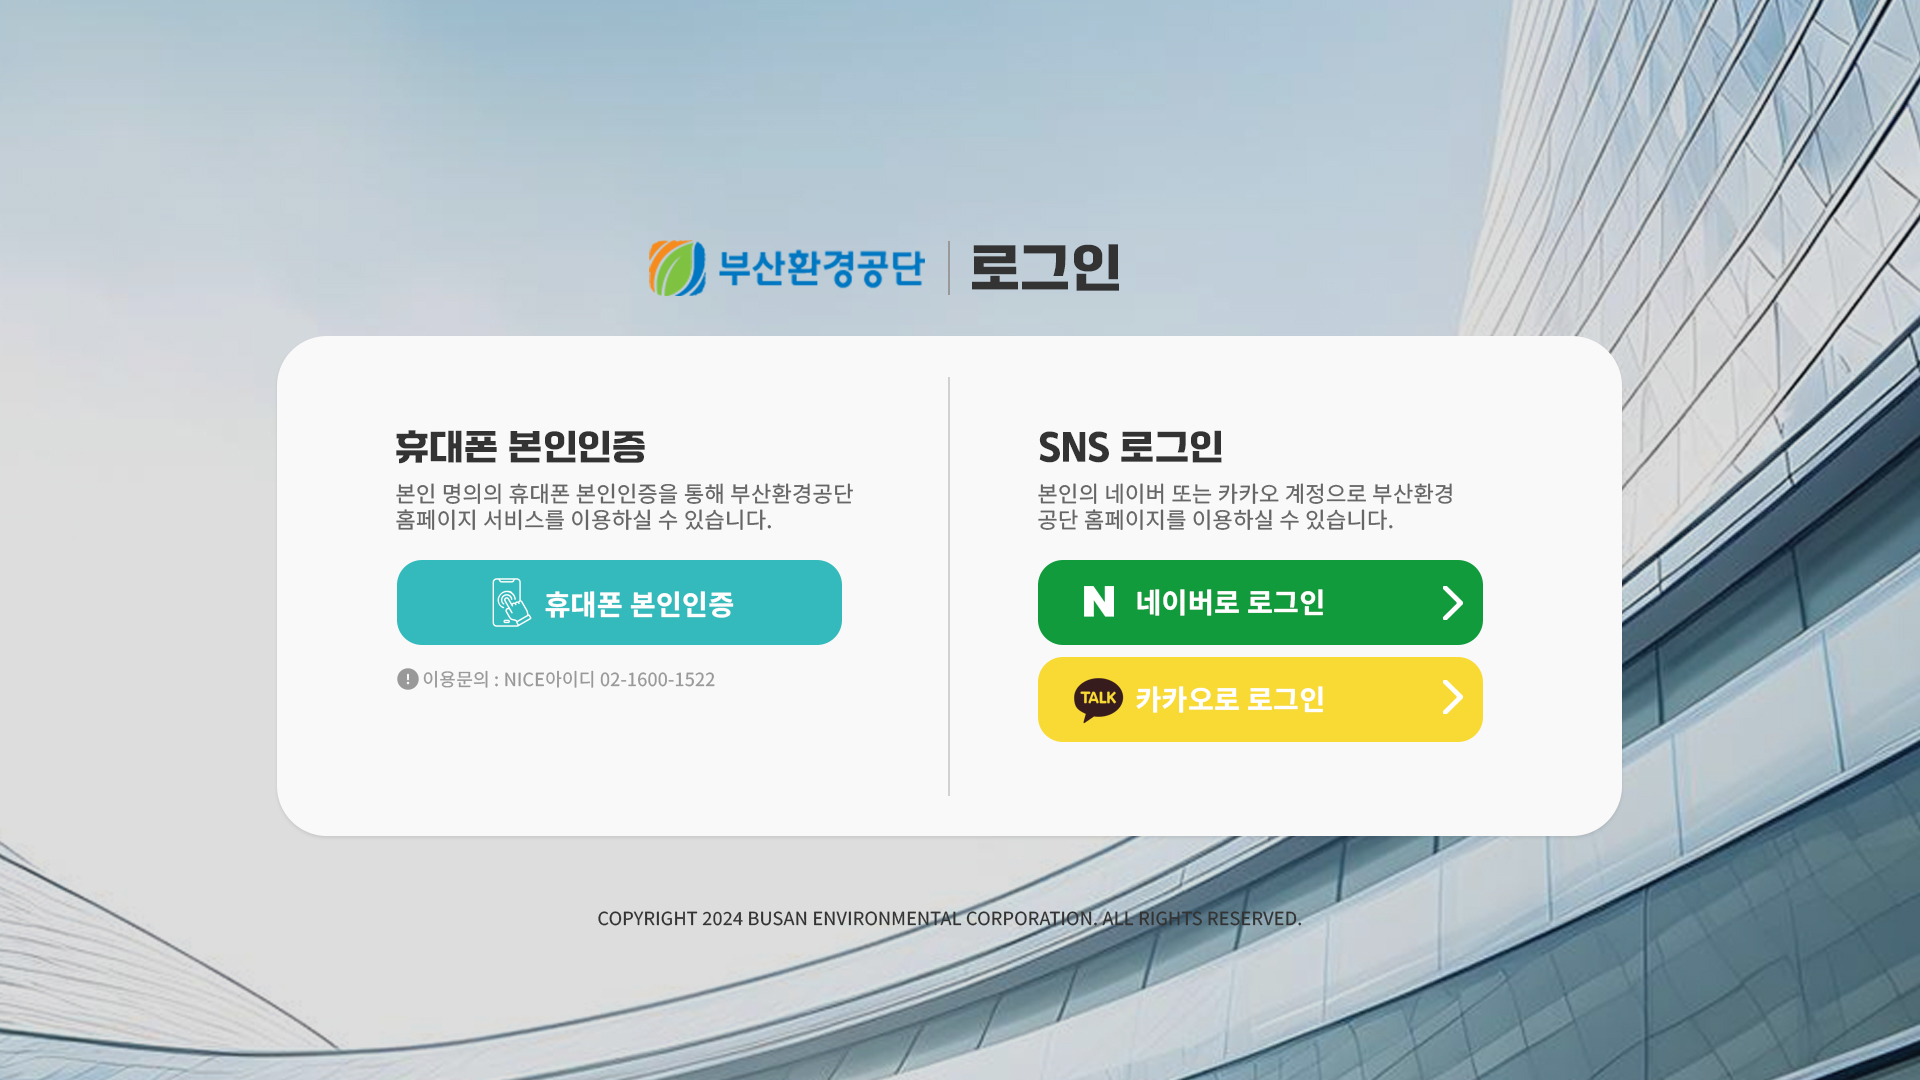 부산환경공단 로그인
휴대폰 본인인증
본인 명의의 휴대폰 본인인증을 통해 부산환경공단
홈페이지 서비스를 이용하실 수 있습니다.
휴대폰 본인인증
이용문의 : NICE아이디 02-1600-1522
SNS 로그인
본인의 네이버 또는 카카오 계정으로 부산환경
공단 홈페이지를 이용하실 수 있습니다.
N 네이버로 로그인
TALK 카카오로 로그인
COPYRIGHT 2024 BUSAN ENVIRONMENTAL CORPORATION. ALL RIGHTS RESERVED.